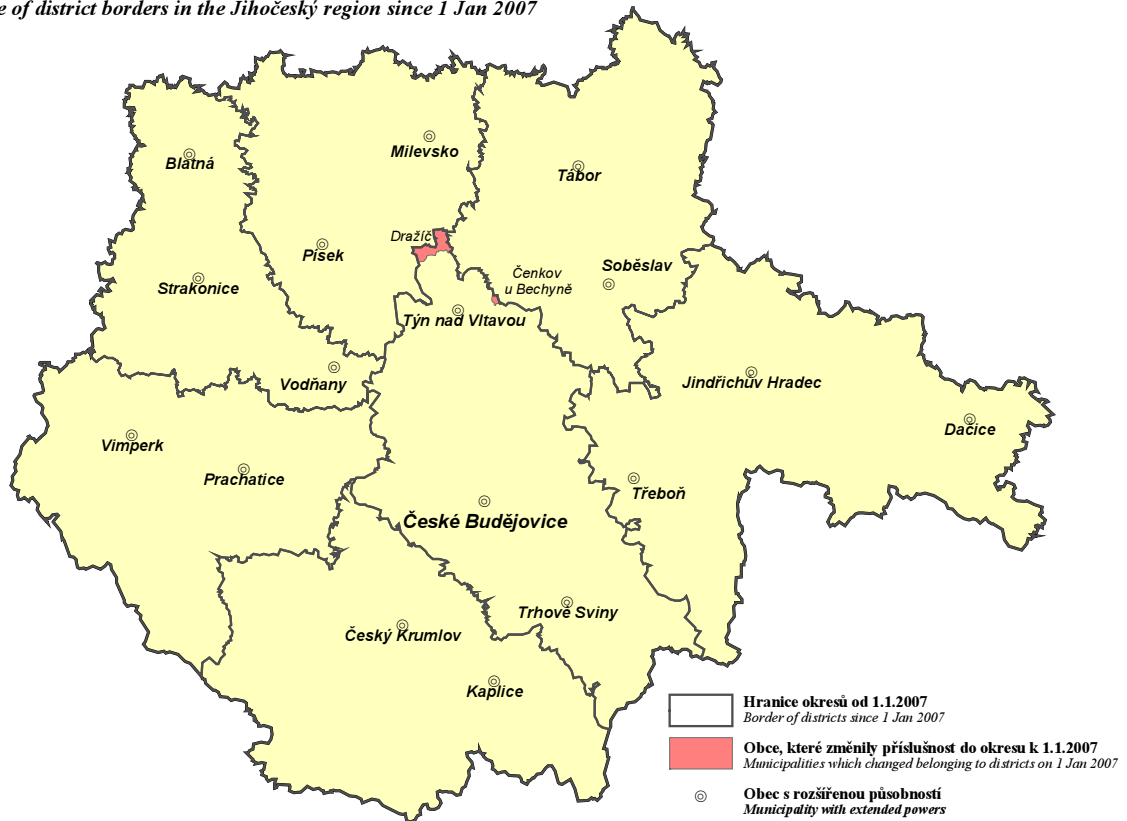 of district borders in the Jihočeský region since 1 Jan 2007
Milevsko
Blatná
Tábor
Dražíč
Písek
Soběslav
Čenkov
u Bechyně
Strakonice
Týn nad Vltavou
Vodňany
Jindřichův Hradec
Dačice
Vimperk
Prachatice
Třeboň
České Budějovice
Trhové Sviny
Český Krumlov
Kaplice
Hranice okresů od 1.1.2007
Border of districts since 1 Jan 2007
Obce, které změnily příslušnost do okresu k 1.1.2007
Municipalities which changed belonging to districts on 1 Jan 2007
Obec s rozšířenou působností
Municipality with extended powers